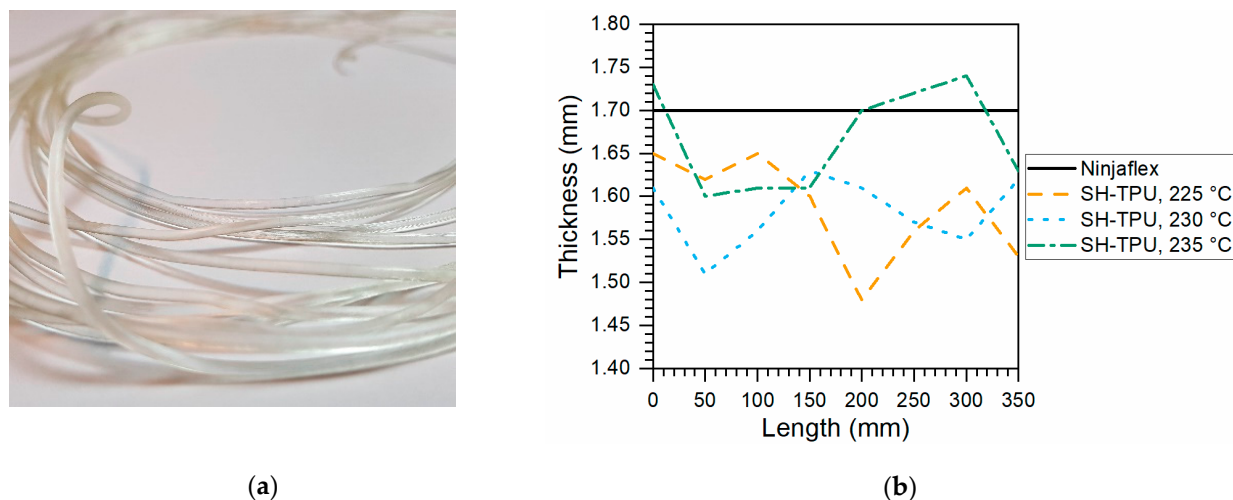 1.80
1.75
1.70
1.65
1.60
1.55
1.50
1.45
1.40
Thickness (mm)
0 50 100 150 200 250 300 350
Length (mm)
Ninjaflex
SH-TPU, 225 °C
SH-TPU, 230 °C
SH-TPU, 235 °C
(a)
(b)